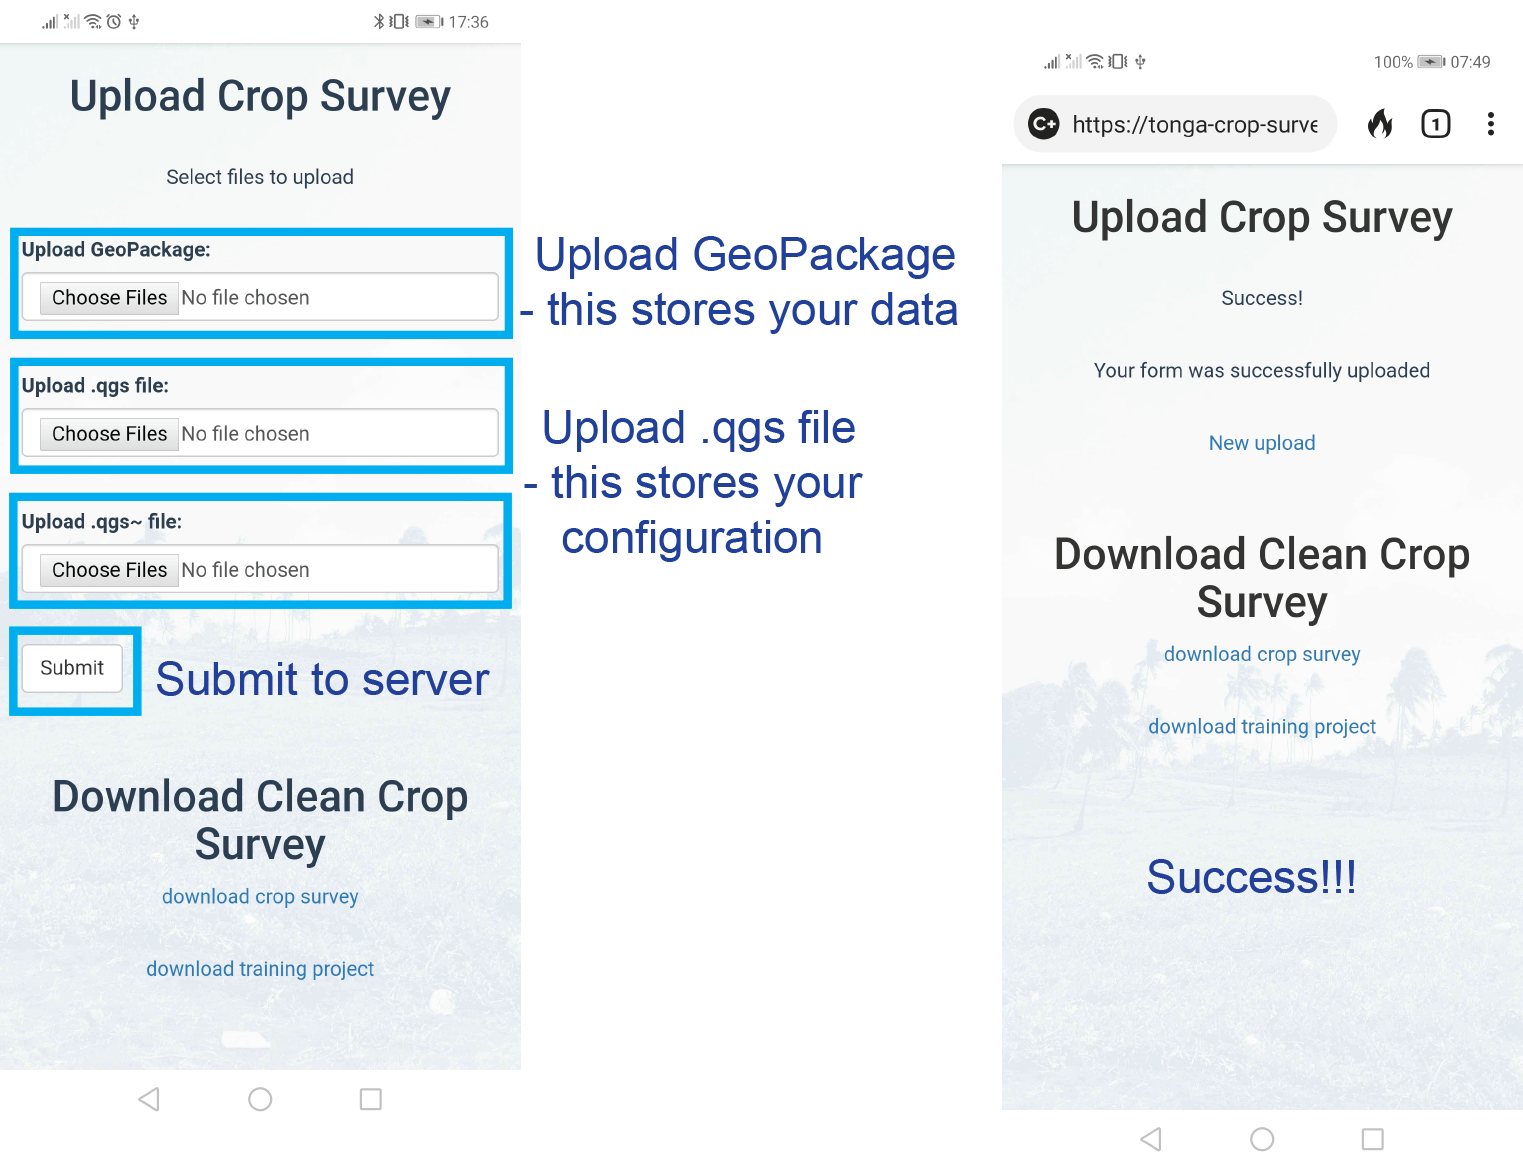 17:36
Upload Crop Survey
Select files to upload
Upload GeoPackage:
Choose Files No file chosen
Upload .qgs file:
Choose Files No file chosen
Upload .qgs~ file:
Choose Files No file chosen
Submit
Submit to server
Download Clean Crop
Survey
download crop survey
download training project
Upload GeoPackage
- this stores your data
Upload .qgs file
- this stores your
configuration
100% 07:49
C+ https://tonga-crop-surve 1
Upload Crop Survey
Success!
Your form was successfully uploaded
New upload
Download Clean Crop
Survey
download crop survey
download training project
Success!!!